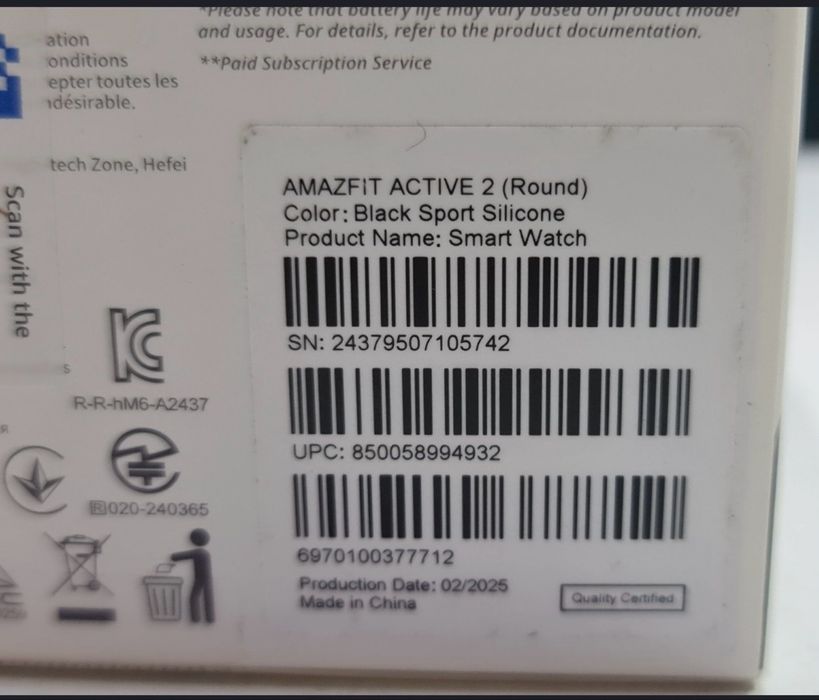 *Please note that battery life may vary based on product model
and usage. For details, refer to the product documentation.
**Paid Subscription Service
ation
onditions
epter toutes les
ndésirable.
tech Zone, Hefei
Scan with the
AMAZFIT ACTIVE 2 (Round)
Color: Black Sport Silicone
Product Name: Smart Watch
SN: 24379507105742
UPC: 850058994932
6970100377712
Production Date: 02/2025
Made in China
Quality Certified
s
R-R-hM6-A2437
R 020-240365